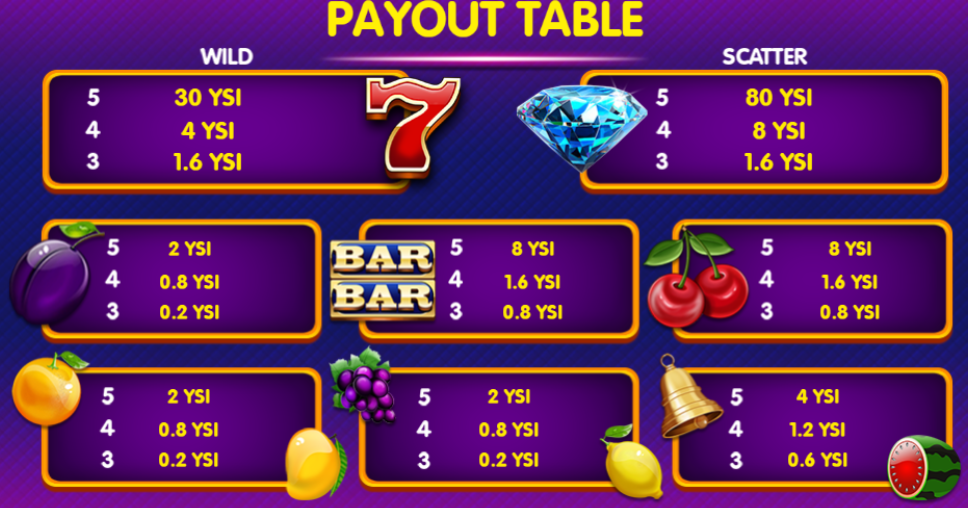 PAYOUT TABLE
WILD
5 30 YSI
4 4 YSI
3 1.6 YSI
7
SCATTER
5 80 YSI
4 8 YSI
3 1.6 YSI
5 2 YSI
4 0.8 YSI
3 0.2 YSI
BAR
BAR
5 8 YSI
4 1.6 YSI
3 0.8 YSI
5 8 YSI
4 1.6 YSI
3 0.8 YSI
5 2 YSI
4 0.8 YSI
3 0.2 YSI
5 2 YSI
4 0.8 YSI
3 0.2 YSI
5 4 YSI
4 1.2 YSI
3 0.6 YSI